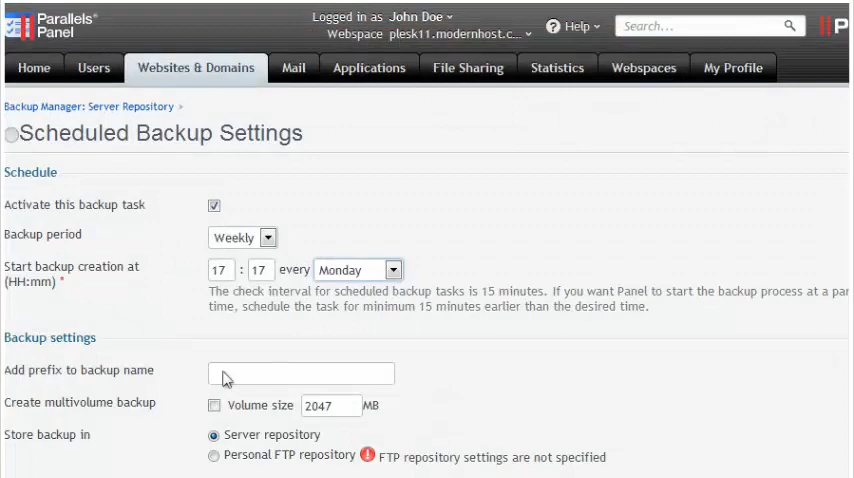 Parallels®
Panel
Logged in as John Doe
Webspace plesk11.modernhost.c...
Help
Search...
P
Home Users Websites & Domains Mail Applications File Sharing Statistics Webspaces My Profile
Backup Manager: Server Repository >
Scheduled Backup Settings
Schedule
Activate this backup task
Backup period Weekly
Start backup creation at 17 : 17 every Monday
(HH:mm) *
The check interval for scheduled backup tasks is 15 minutes. If you want Panel to start the backup process at a par
time, schedule the task for minimum 15 minutes earlier than the desired time.
Backup settings
Add prefix to backup name
Create multivolume backup Volume size 2047 MB
Store backup in Server repository
Personal FTP repository FTP repository settings are not specified